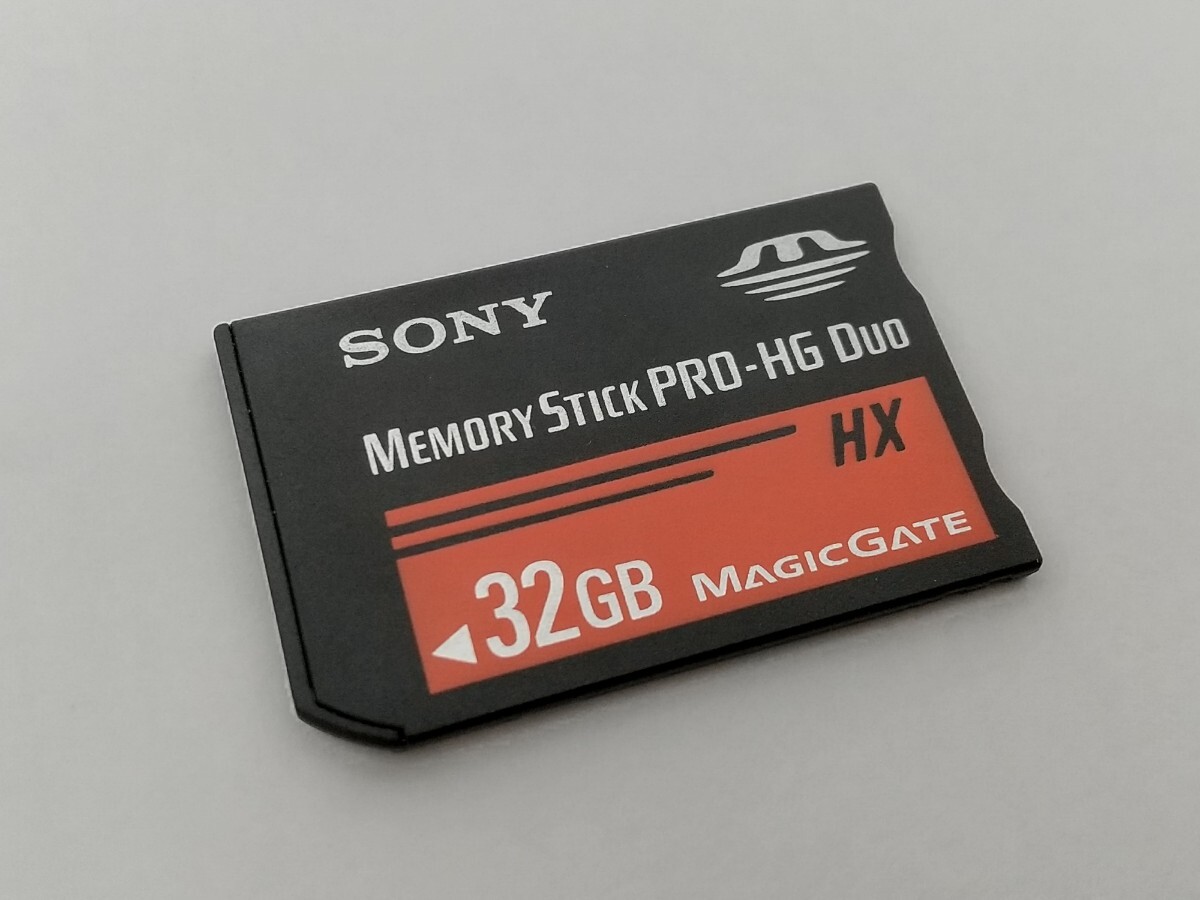 SONY
MEMORY STICK PRO-HG DUO
HX
32GB MAGICGATE